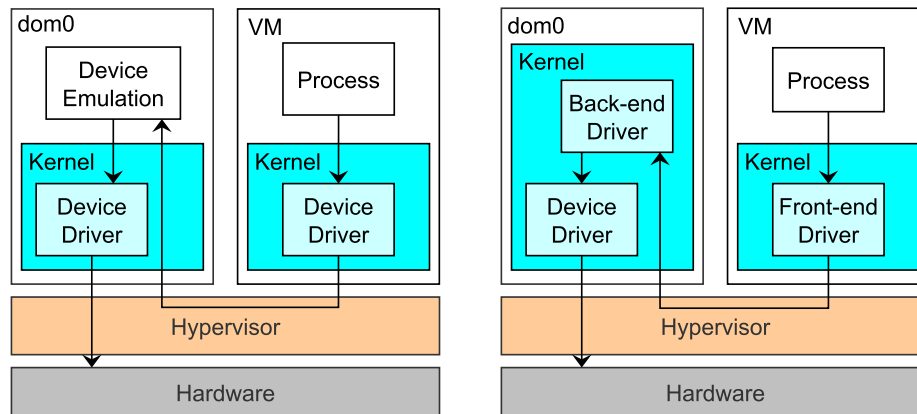 dom0
Device
Emulation
Kernel
Device
Driver
VM
Process
Kernel
Device
Driver
Hypervisor
Hardware
dom0
Kernel
Back-end
Driver
Device
Driver
VM
Process
Kernel
Front-end
Driver
Hypervisor
Hardware